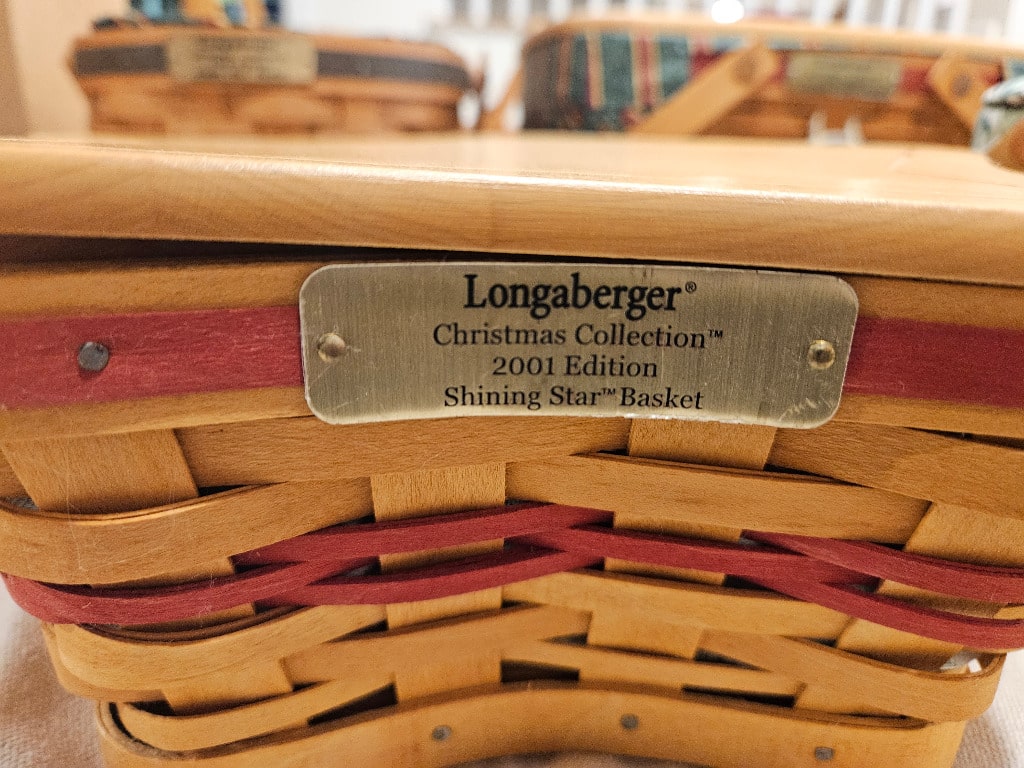 Longaberger®
Christmas Collection™
2001 Edition
Shining Star™ Basket